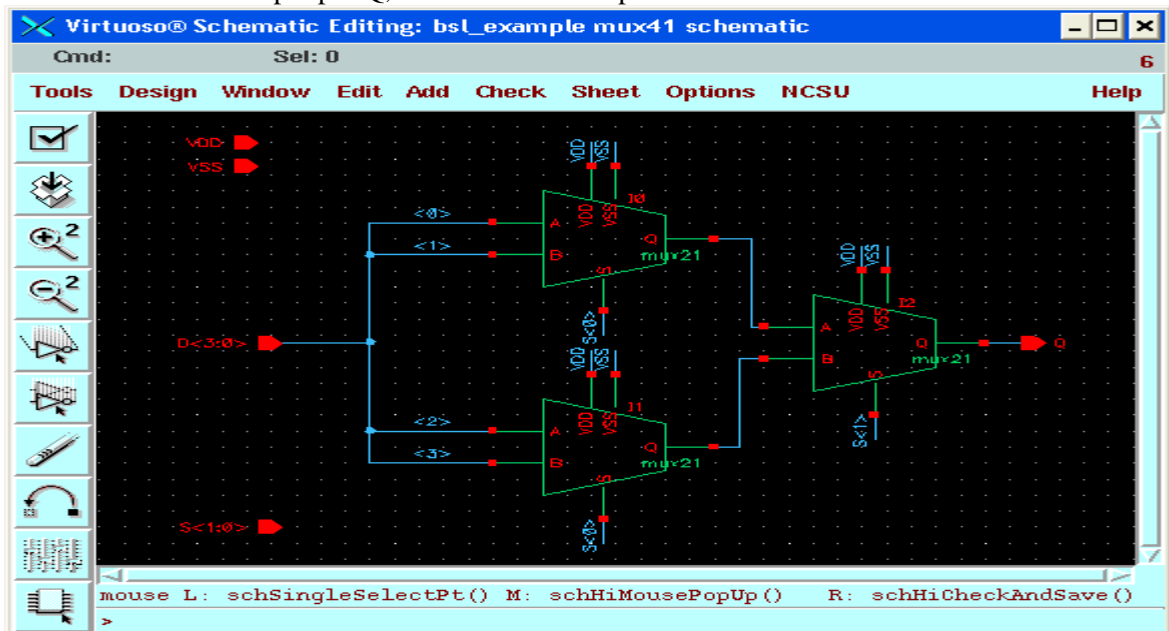 Virtuoso® Schematic Editing: bsl_example mux41 schematic
Cmd: Sel: 0 6
Tools Design Window Edit Add Check Sheet Options NCSU Help
VDD
VSS
VDD VSS
I0
<0>
A VDD VSS
Q
<1>
B mux21
S
S<0>
VDD VSS
I2
D<3:0>
A VDD VSS
Q Q
B mux21
S
S<1>
VDD VSS
I1
<2>
A VDD VSS
Q
<3>
B mux21
S
S<0>
S<1:0>
2
2
mouse L: schSingleSelectPt() M: schHiMousePopUp() R: schHiCheckAndSave()
>